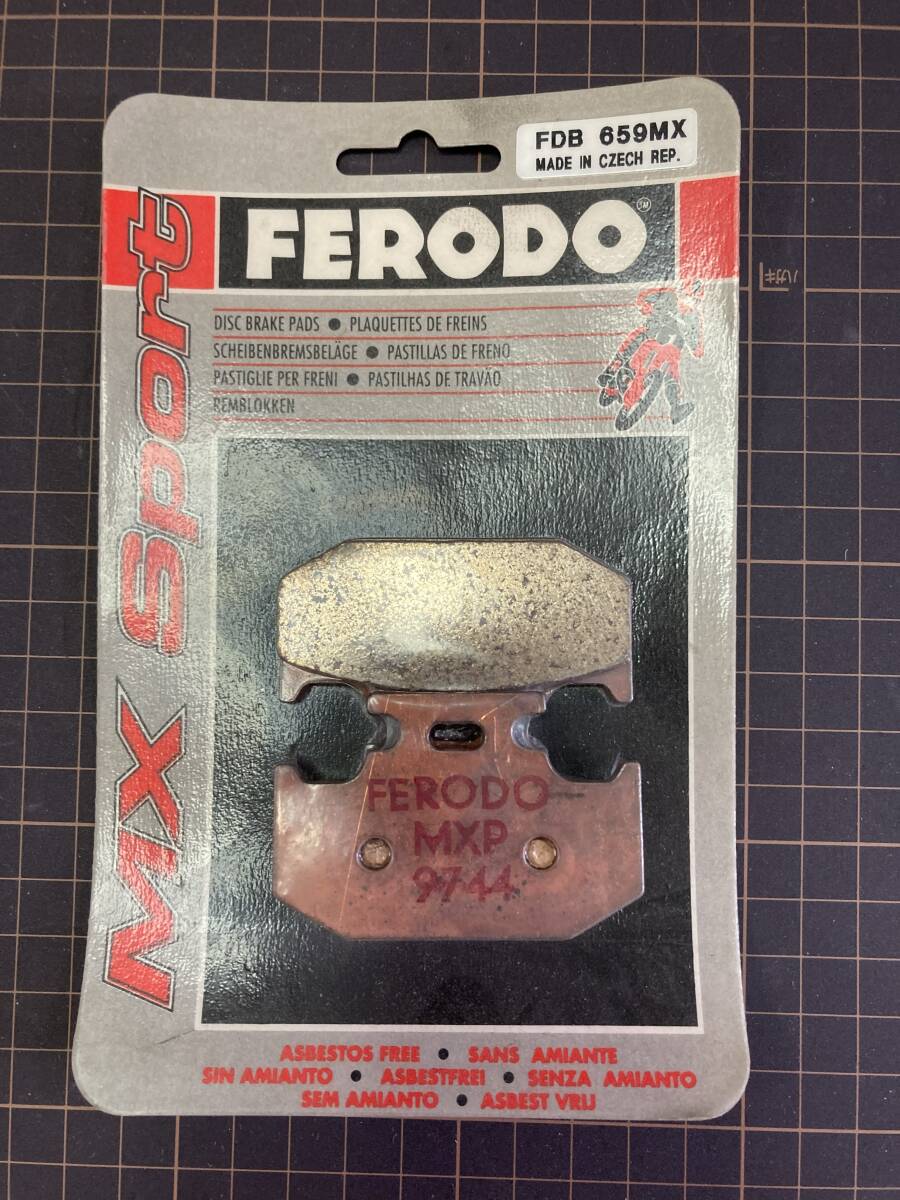 FDB 659MX
MADE IN CZECH REP.
FERODO™
MX Sport
DISC BRAKE PADS ● PLAQUETTES DE FREINS
SCHEIBENBREMSBELÄGE ● PASTILLAS DE FRENO
PASTIGLIE PER FRENI ● PASTILHAS DE TRAVÃO
REMBLOKKEN
FERODO
MXP
9744
ASBESTOS FREE • SANS AMIANTE
SIN AMIANTO • ASBESTFREI • SENZA AMIANTO
SEM AMIANTO • ASBEST VRIJ